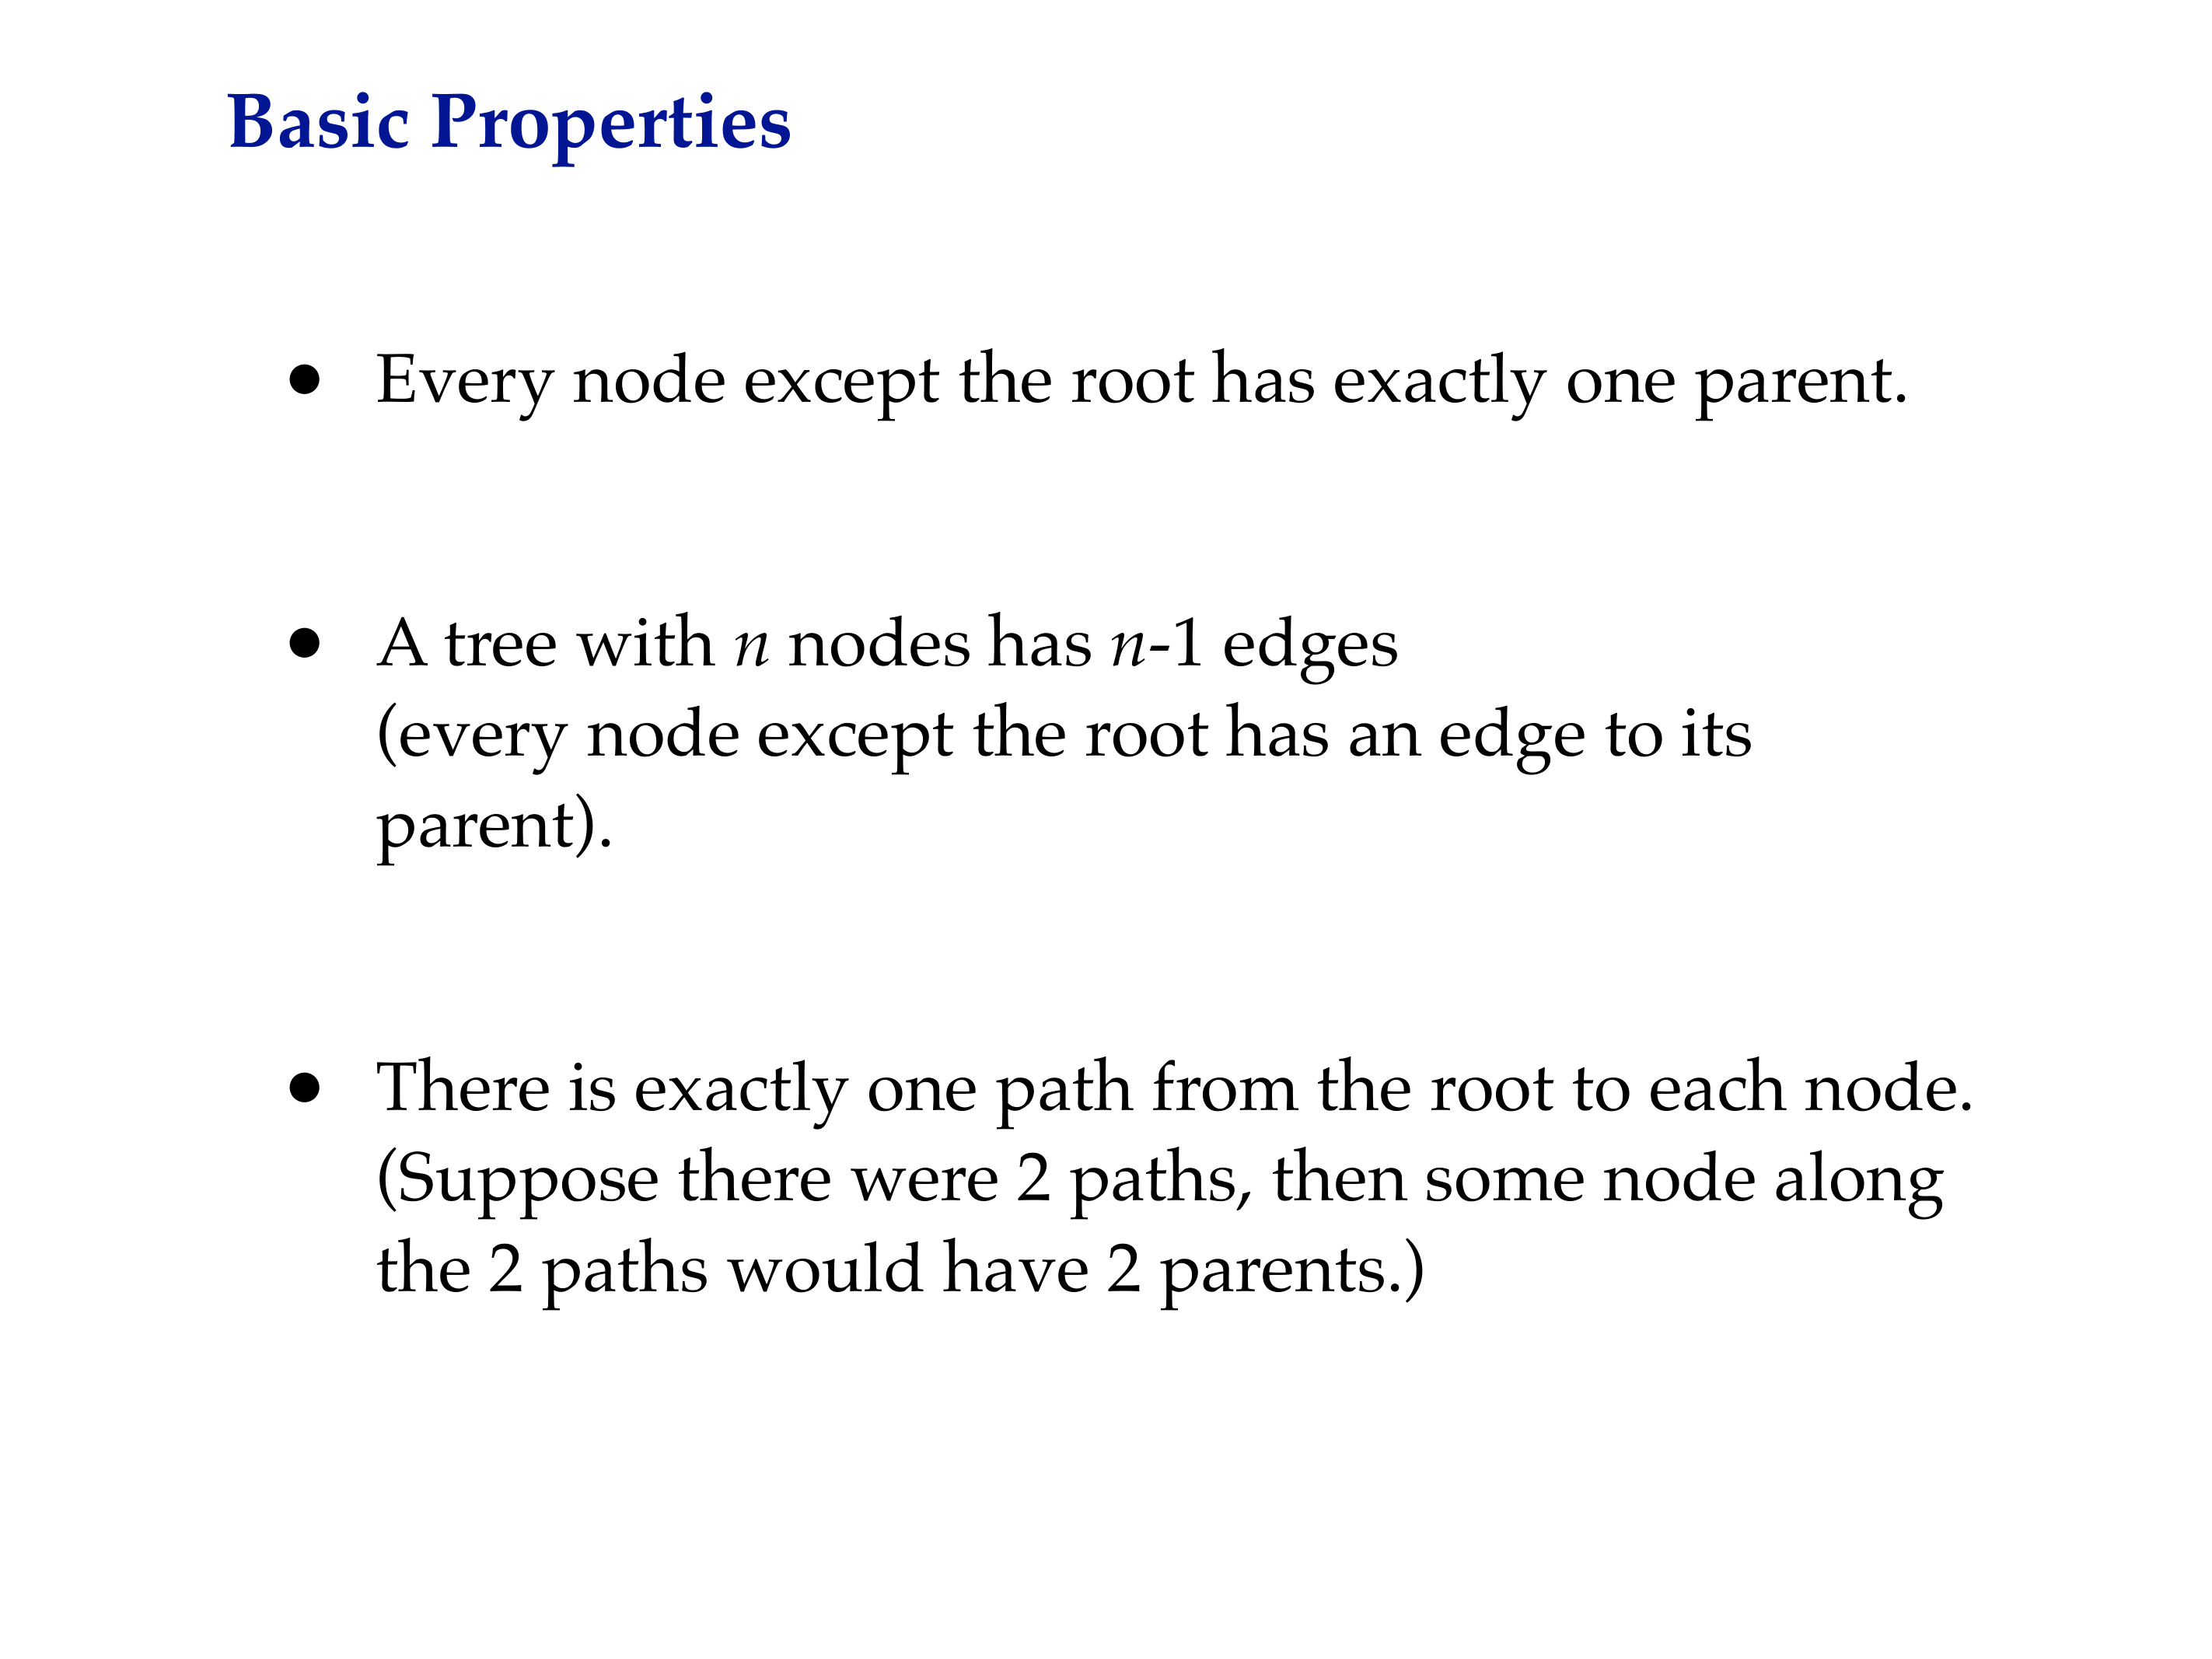 Basic Properties
● Every node except the root has exactly one parent.
● A tree with n nodes has n-1 edges
(every node except the root has an edge to its
parent).
● There is exactly one path from the root to each node.
(Suppose there were 2 paths, then some node along
the 2 paths would have 2 parents.)